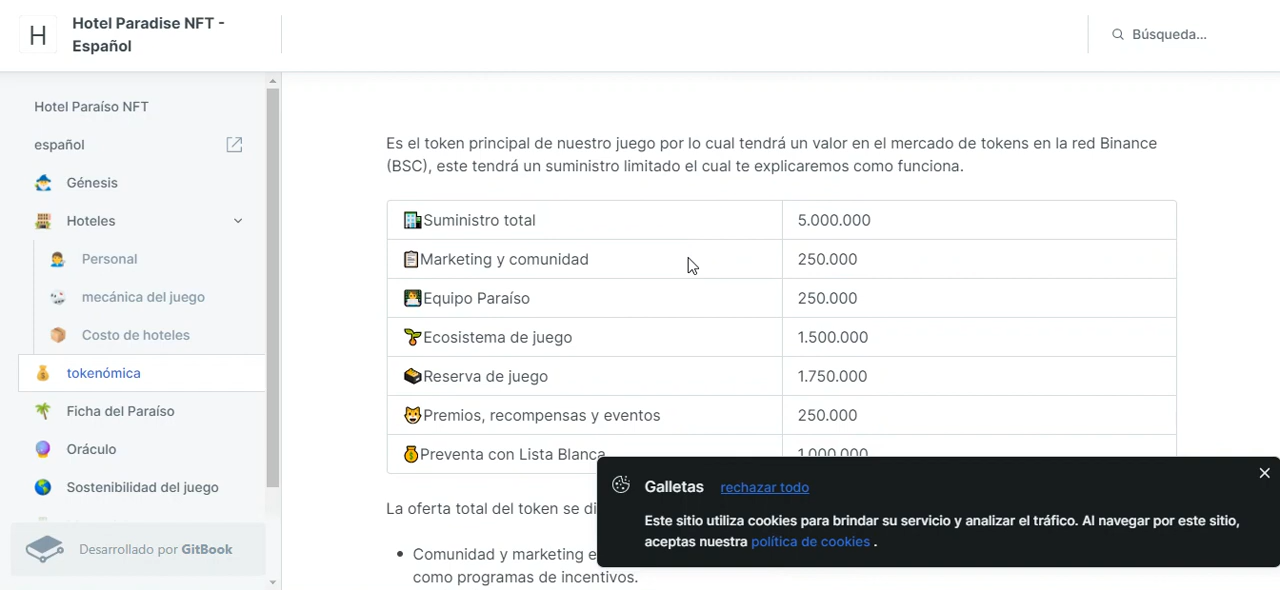 H
Hotel Paradise NFT -
Español
Búsqueda...
Hotel Paraíso NFT
español
Génesis
Hoteles
Personal
mecánica del juego
Costo de hoteles
tokenómica
Ficha del Paraíso
Oráculo
Sostenibilidad del juego
Desarrollado por GitBook
Es el token principal de nuestro juego por lo cual tendrá un valor en el mercado de tokens en la red Binance
(BSC), este tendrá un suministro limitado el cual te explicaremos como funciona.
Suministro total 5.000.000
Marketing y comunidad 250.000
Equipo Paraíso 250.000
Ecosistema de juego 1.500.000
Reserva de juego 1.750.000
Premios, recompensas y eventos 250.000
Preventa con Lista Blanca 1.000.000
La oferta total del token se di
Comunidad y marketing e
como programas de incentivos.
Galletas rechazar todo
Este sitio utiliza cookies para brindar su servicio y analizar el tráfico. Al navegar por este sitio,
aceptas nuestra política de cookies .